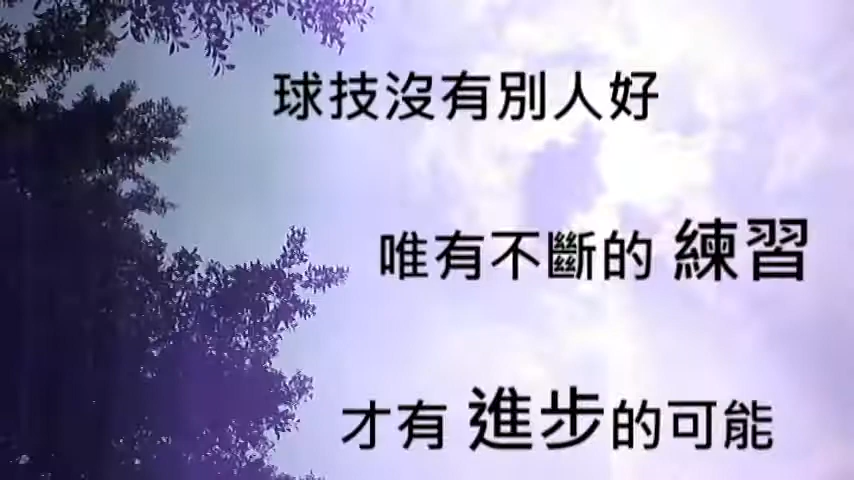 球技沒有別人好
唯有不斷的 練習
才有 進步的可能